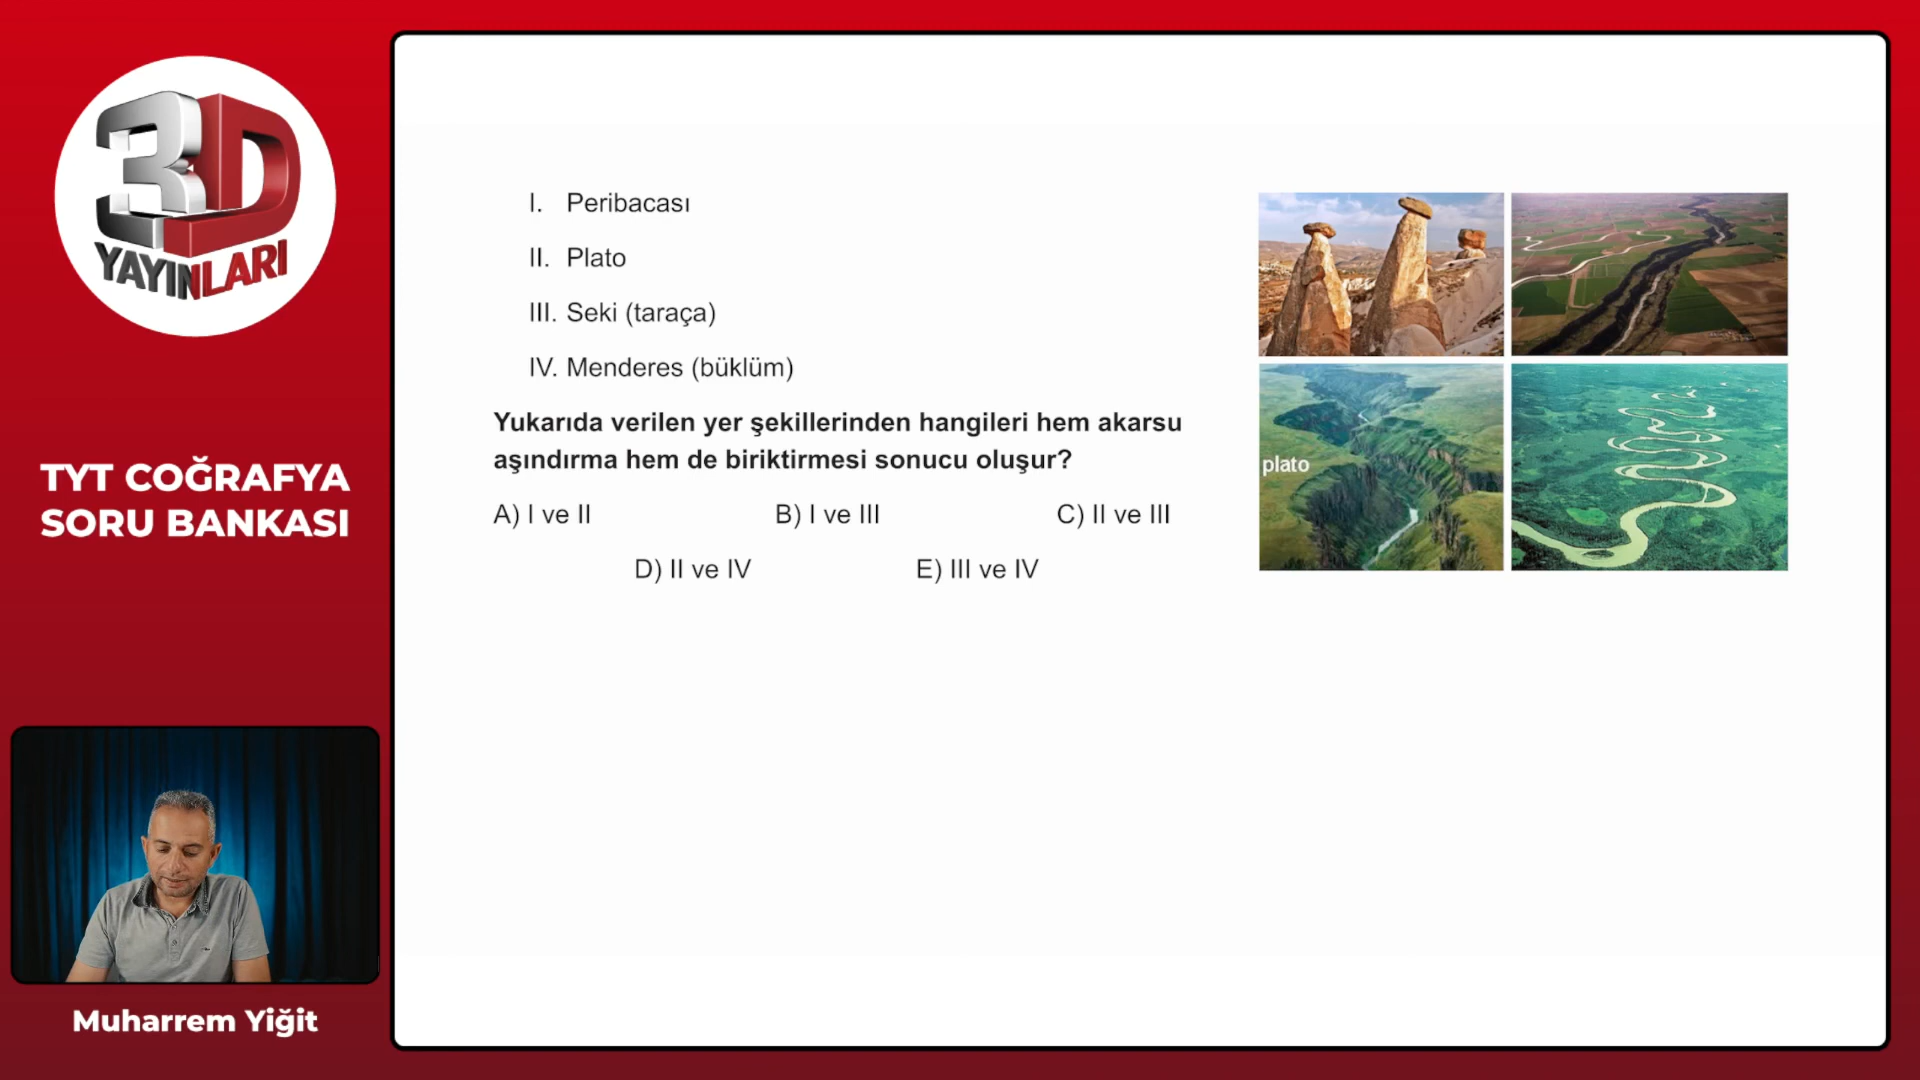 3D
YAYINLARI
TYT COĞRAFYA
SORU BANKASI
Muharrem Yiğit
I. Peribacası
II. Plato
III. Seki (taraça)
IV. Menderes (büklüm)
Yukarıda verilen yer şekillerinden hangileri hem akarsu
aşındırma hem de biriktirmesi sonucu oluşur?
A) I ve II B) I ve III C) II ve III
D) II ve IV E) III ve IV
plato